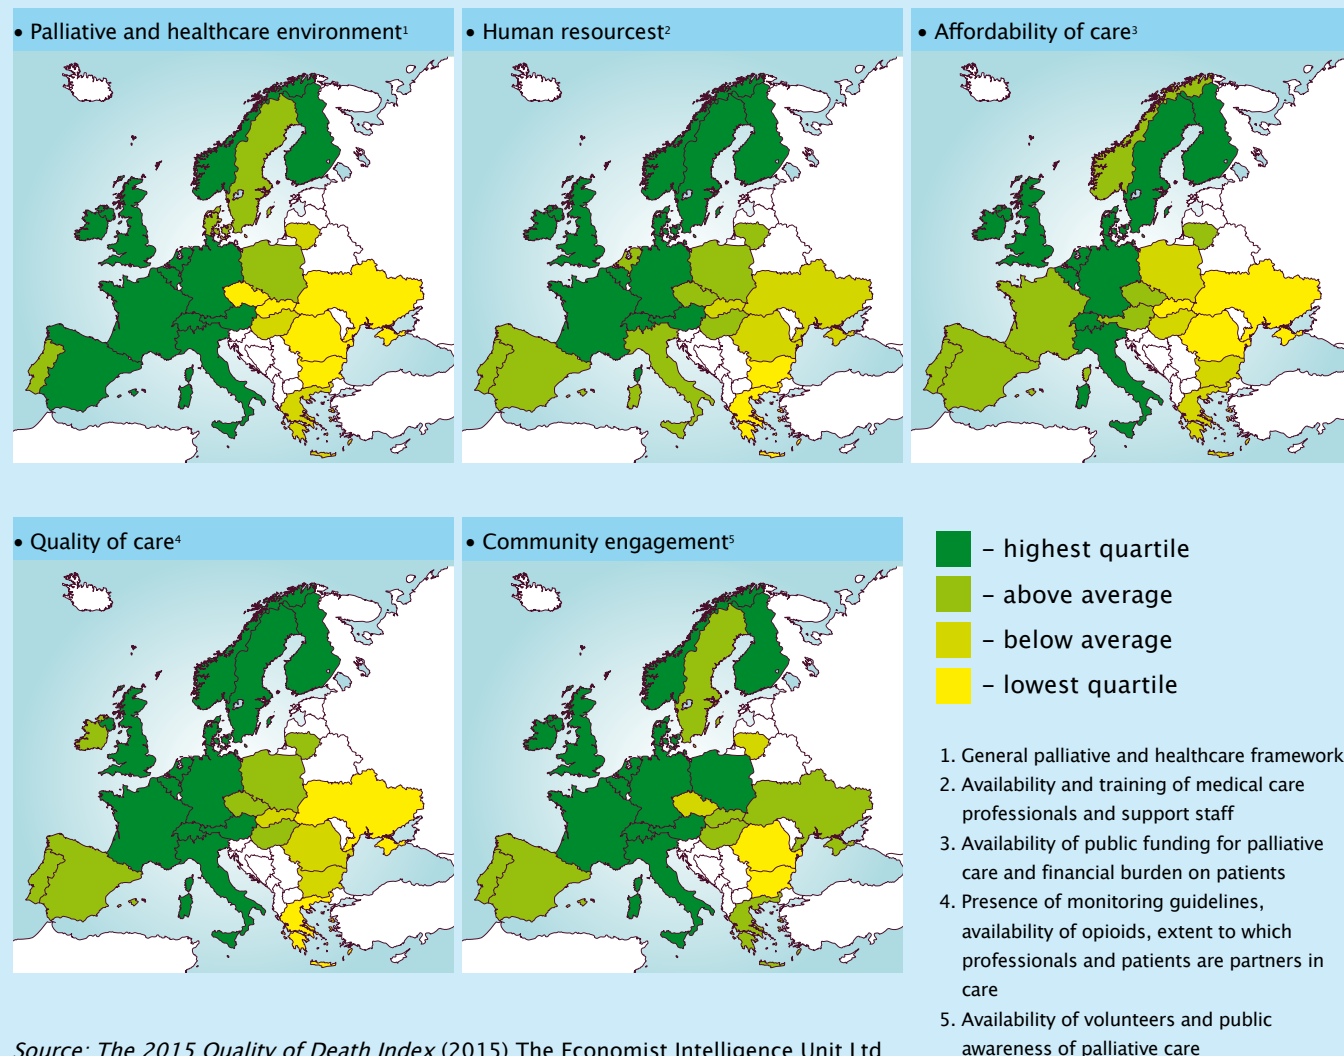 • Palliative and healthcare environment¹
• Human resourcest²
• Affordability of care³
• Quality of care⁴
• Community engagement⁵
– highest quartile
– above average
– below average
– lowest quartile
1. General palliative and healthcare framework
2. Availability and training of medical care
professionals and support staff
3. Availability of public funding for palliative
care and financial burden on patients
4. Presence of monitoring guidelines,
availability of opioids, extent to which
professionals and patients are partners in
care
5. Availability of volunteers and public
awareness of palliative care
Source: The 2015 Quality of Death Index (2015) The Economist Intelligence Unit Ltd